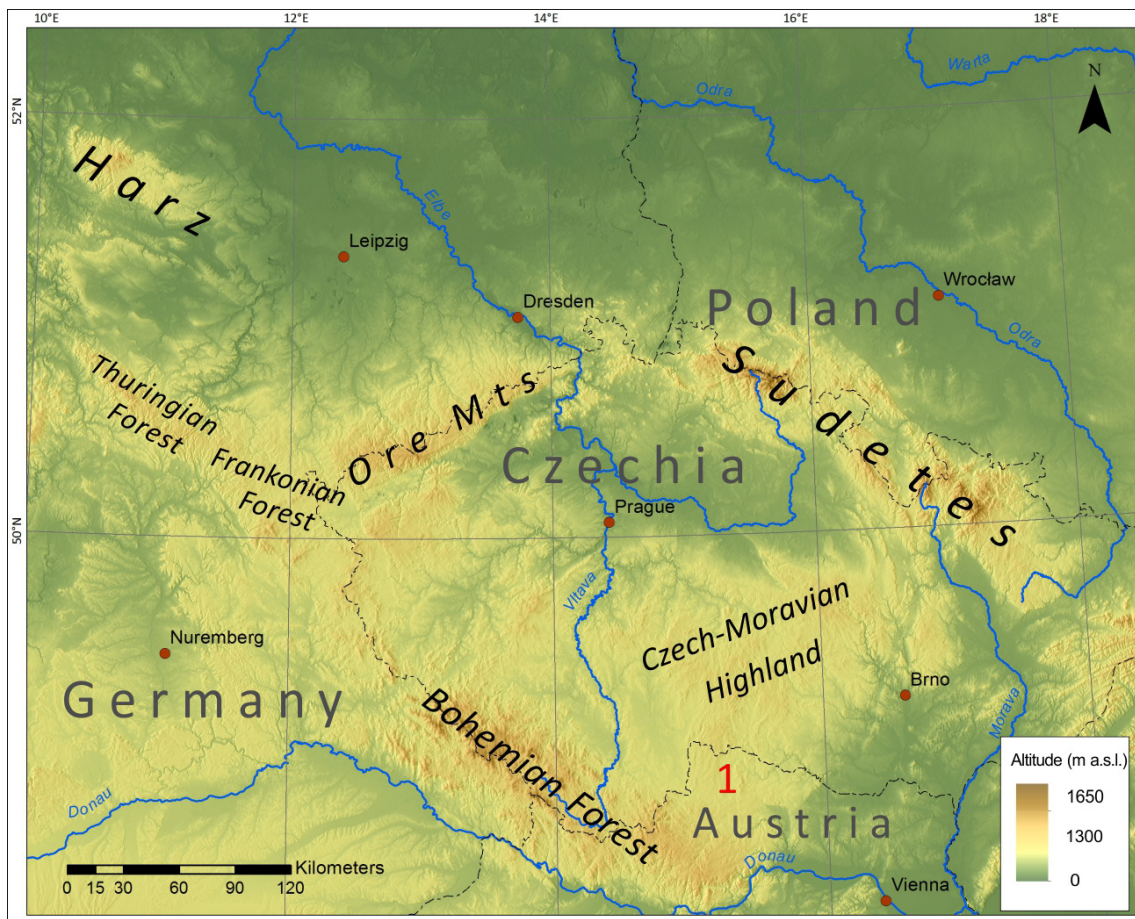 10°E
12°E
14°E
16°E
18°E
N
52°N
50°N
Warta
Odra
Harz
Elbe
Leipzig
Wrocław
Dresden
Poland
Odra
Sudetes
Thuringian
Forest
Ore Mts
Frankonian
Forest
Czechia
Prague
Vltava
Czech-Moravian
Highland
Nuremberg
Brno
Germany
Morava
Bohemian Forest
1
Austria
Donau
Donau
Vienna
Kilometers
0 15 30 60 90 120
Altitude (m a.s.l.)
1650
1300
0